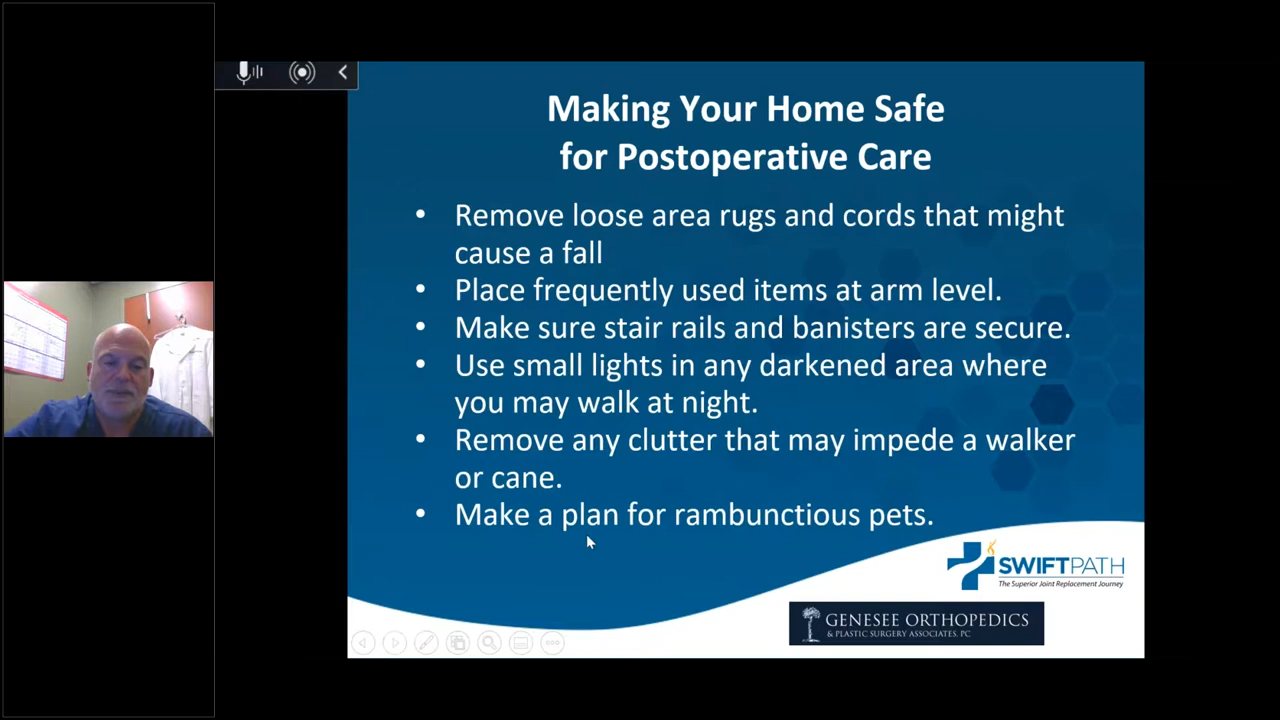 Making Your Home Safe
for Postoperative Care
• Remove loose area rugs and cords that might
cause a fall
• Place frequently used items at arm level.
• Make sure stair rails and banisters are secure.
• Use small lights in any darkened area where
you may walk at night.
• Remove any clutter that may impede a walker
or cane.
• Make a plan for rambunctious pets.
SWIFTPATH
The Superior Joint Replacement Journey
GENESEE ORTHOPEDICS
& PLASTIC SURGERY ASSOCIATES, PC